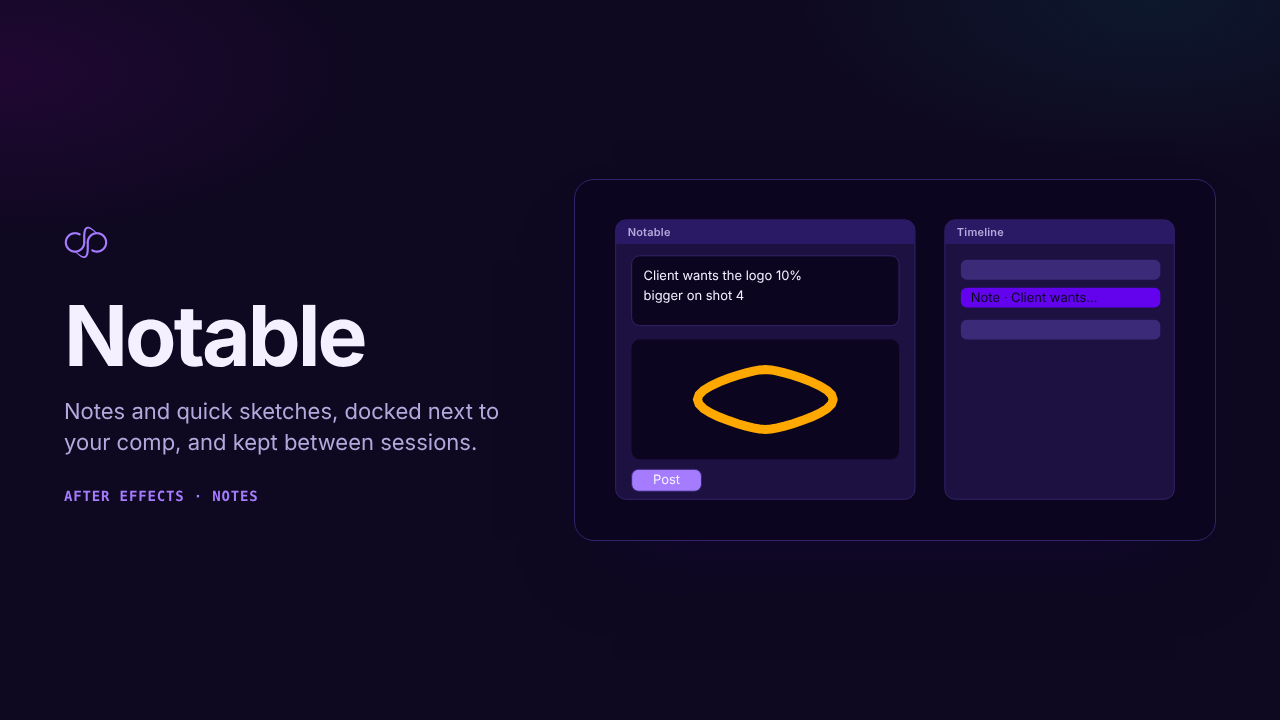 Notable
Notes and quick sketches, docked next to
your comp, and kept between sessions.
AFTER EFFECTS · NOTES
Notable
Client wants the logo 10%
bigger on shot 4
Post
Timeline
Note · Client wants...